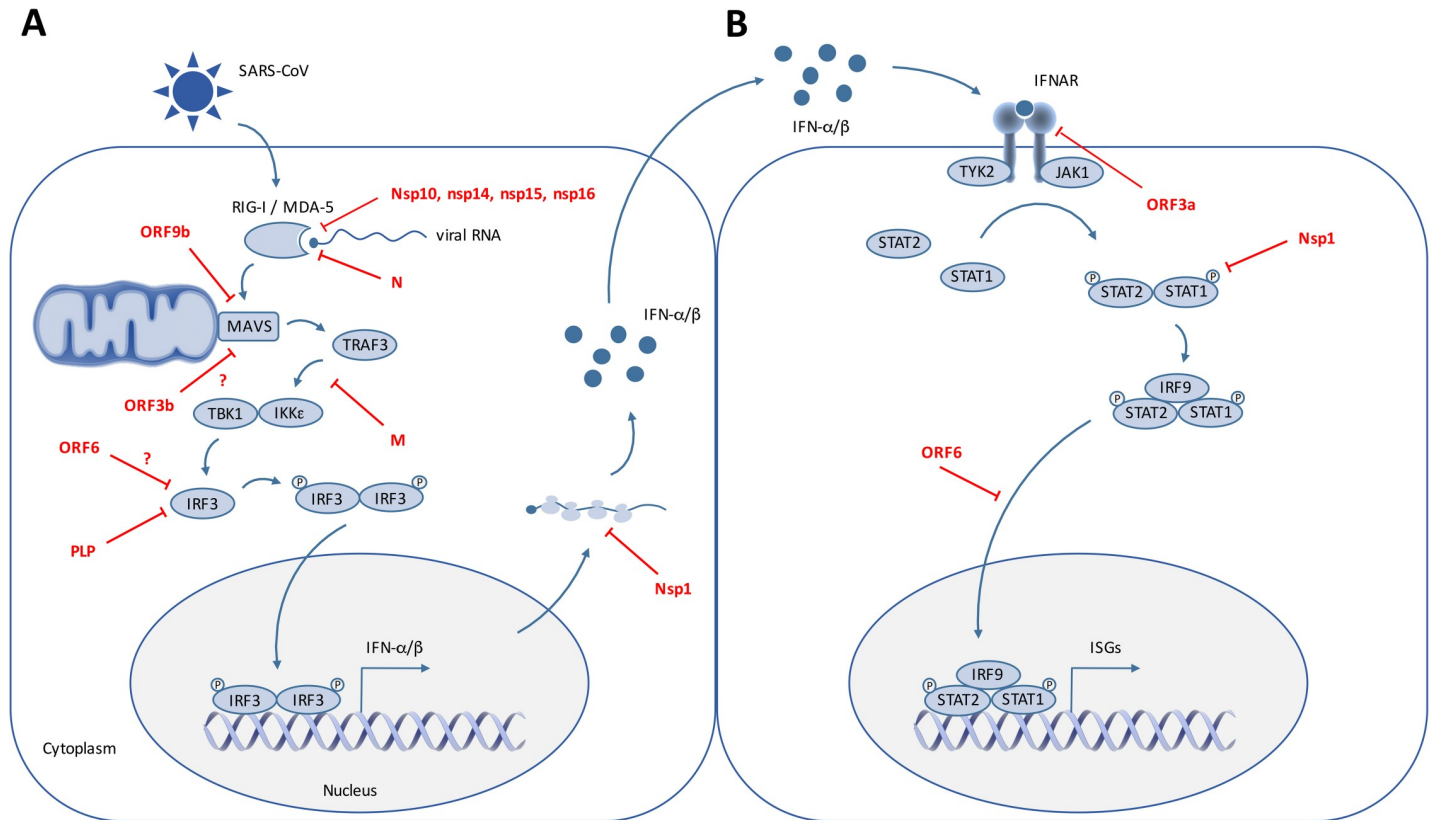 A
SARS-CoV
RIG-I / MDA-5
Nsp10, nsp14, nsp15, nsp16
viral RNA
ORF9b
N
MAVS
TRAF3
ORF3b
?
TBK1
IKKε
M
ORF6
?
IRF3
P
IRF3
IRF3
P
PLP
Nsp1
IFN-α/β
IFN-α/β
P
IRF3
IRF3
P
Cytoplasm
Nucleus
B
IFN-α/β
IFNAR
TYK2
JAK1
ORF3a
STAT2
STAT1
Nsp1
P
STAT2
STAT1
P
IRF9
P
STAT2
STAT1
P
ORF6
ISGs
IRF9
P
STAT2
STAT1
P